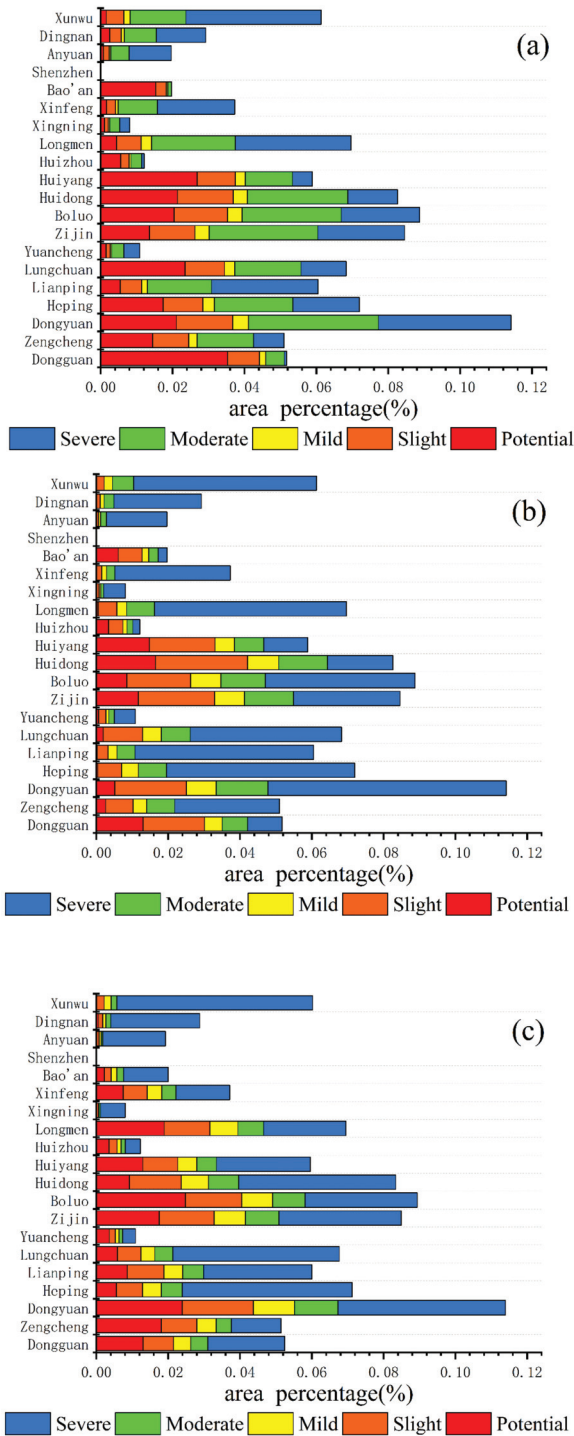 (a)
Xunwu
Dingnan
Anyuan
Shenzhen
Bao'an
Xinfeng
Xingning
Longmen
Huizhou
Huiyang
Huidong
Boluo
Zijin
Yuancheng
Lungchuan
Lianping
Heping
Dongyuan
Zengcheng
Dongguan
0.00 0.02 0.04 0.06 0.08 0.10 0.12
area percentage(%)
Severe Moderate Mild Slight Potential
(b)
Xunwu
Dingnan
Anyuan
Shenzhen
Bao'an
Xinfeng
Xingning
Longmen
Huizhou
Huiyang
Huidong
Boluo
Zijin
Yuancheng
Lungchuan
Lianping
Heping
Dongyuan
Zengcheng
Dongguan
0.00 0.02 0.04 0.06 0.08 0.10 0.12
area percentage(%)
Severe Moderate Mild Slight Potential
(c)
Xunwu
Dingnan
Anyuan
Shenzhen
Bao'an
Xinfeng
Xingning
Longmen
Huizhou
Huiyang
Huidong
Boluo
Zijin
Yuancheng
Lungchuan
Lianping
Heping
Dongyuan
Zengcheng
Dongguan
0.00 0.02 0.04 0.06 0.08 0.10 0.12
area percentage(%)
Severe Moderate Mild Slight Potential